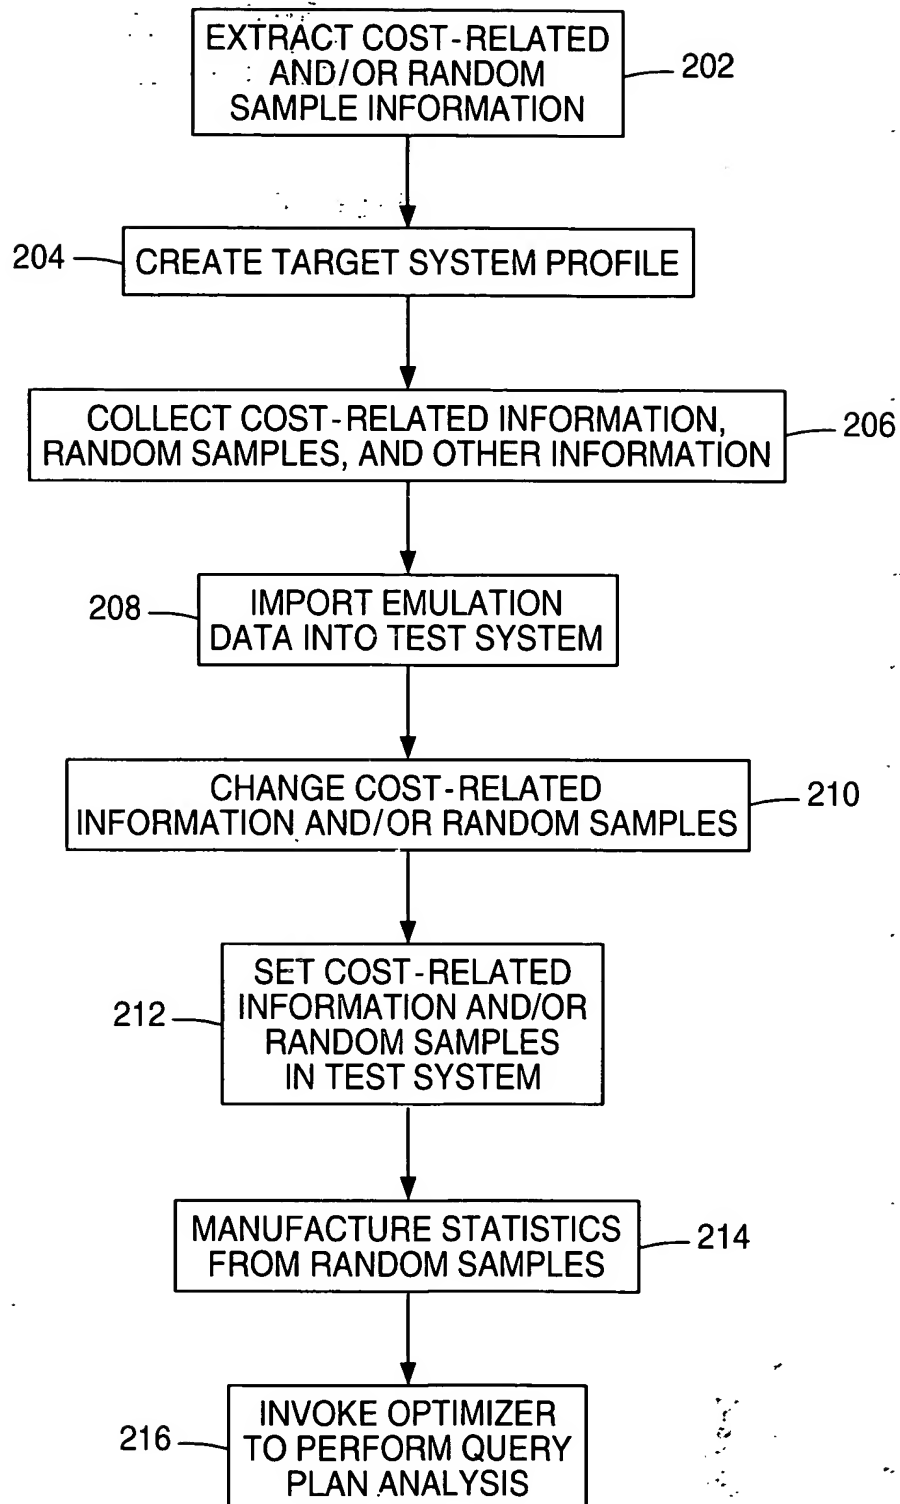 EXTRACT COST-RELATED
AND/OR RANDOM
SAMPLE INFORMATION
202
204
CREATE TARGET SYSTEM PROFILE
COLLECT COST-RELATED INFORMATION,
RANDOM SAMPLES, AND OTHER INFORMATION
206
208
IMPORT EMULATION
DATA INTO TEST SYSTEM
CHANGE COST-RELATED
INFORMATION AND/OR RANDOM SAMPLES
210
212
SET COST-RELATED
INFORMATION AND/OR
RANDOM SAMPLES
IN TEST SYSTEM
MANUFACTURE STATISTICS
FROM RANDOM SAMPLES
214
216
INVOKE OPTIMIZER
TO PERFORM QUERY
PLAN ANALYSIS